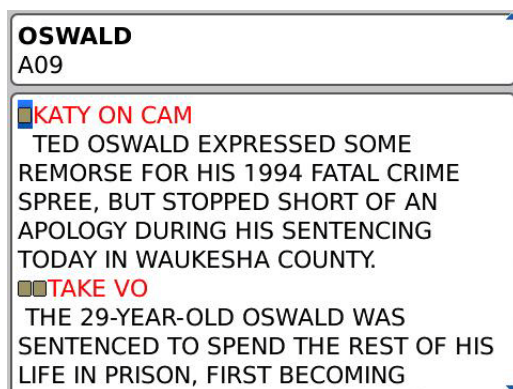 OSWALD
A09
KATY ON CAM
TED OSWALD EXPRESSED SOME
REMORSE FOR HIS 1994 FATAL CRIME
SPREE, BUT STOPPED SHORT OF AN
APOLOGY DURING HIS SENTENCING
TODAY IN WAUKESHA COUNTY.
TAKE VO
THE 29-YEAR-OLD OSWALD WAS
SENTENCED TO SPEND THE REST OF HIS
LIFE IN PRISON, FIRST BECOMING